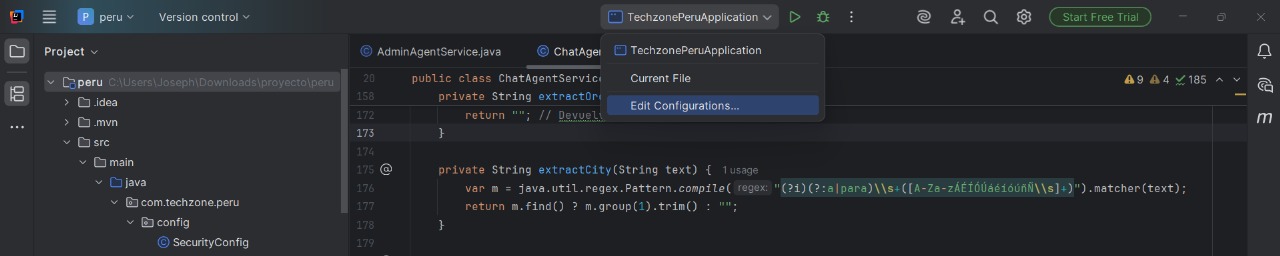 P peru Version control TechzonePeruApplication Start Free Trial
Project AdminAgentService.java ChatAgen TechzonePeruApplication
peru C:\Users\Joseph\Downloads\proyecto\peru 20 public class ChatAgentService Current File 9 4 185
.idea 158 private String extractOr Edit Configurations...
.mvn 172 return ""; // Devuel
src 173 }
main 174
java 175 private String extractCity(String text) { 1 usage
com.techzone.peru 176 var m = java.util.regex.Pattern.compile( regex: "(?i)(?:a|para)\\s+([A-Za-zÁÉÍÓÚáéíóúñÑ\\s]+)").matcher(text);
config 177 return m.find() ? m.group(1).trim() : "";
SecurityConfig 178 }
179